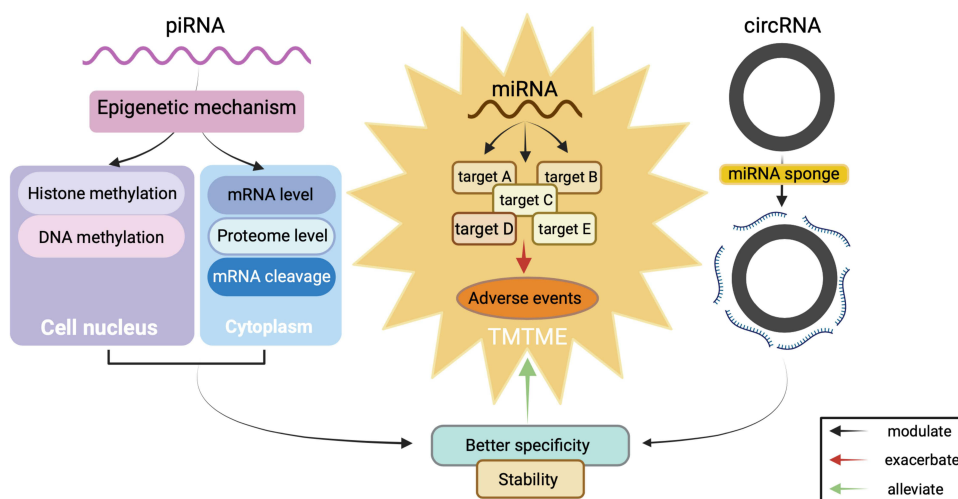 piRNA
Epigenetic mechanism
Histone methylation
DNA methylation
Cell nucleus
mRNA level
Proteome level
mRNA cleavage
Cytoplasm
miRNA
target A
target B
target C
target D
target E
Adverse events
TMTME
circRNA
miRNA sponge
Better specificity
Stability
modulate
exacerbate
alleviate